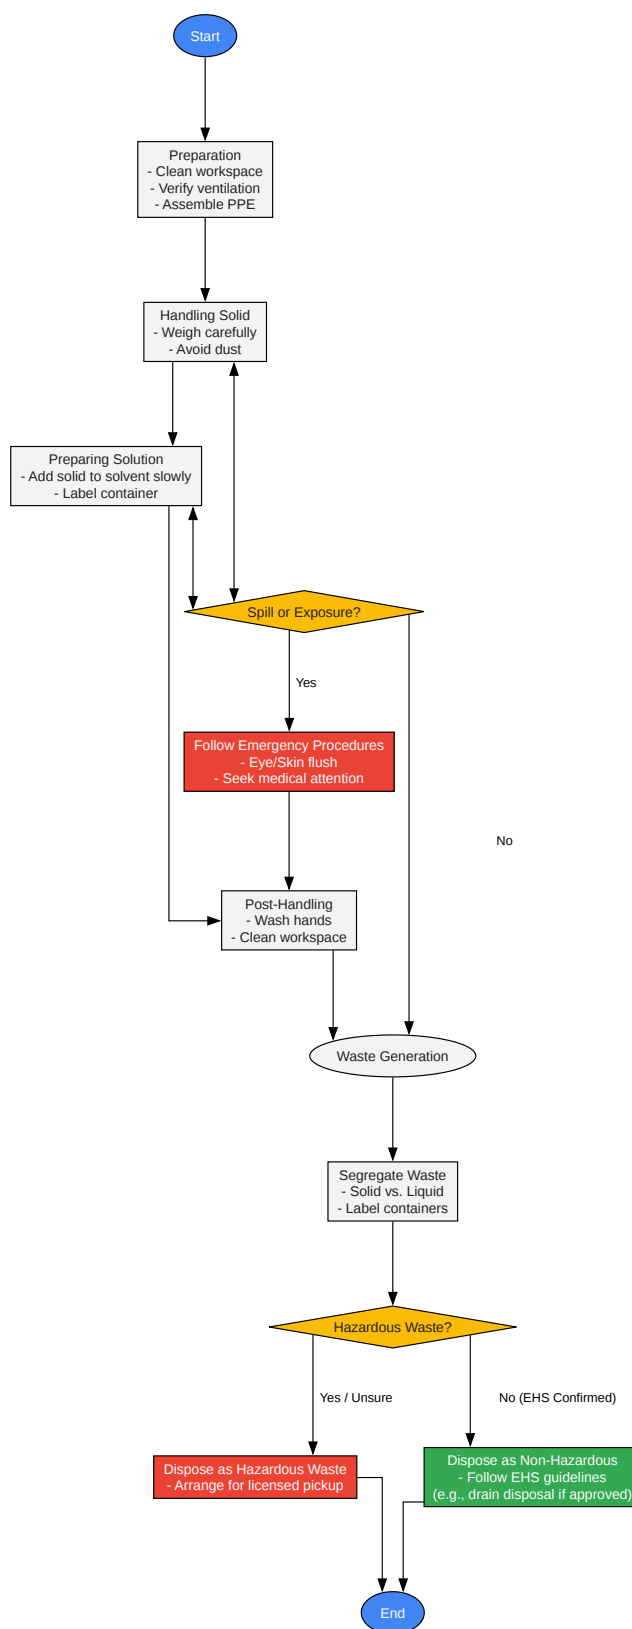 Start
Preparation
- Clean workspace
- Verify ventilation
- Assemble PPE
Handling Solid
- Weigh carefully
- Avoid dust
Preparing Solution
- Add solid to solvent slowly
- Label container
Spill or Exposure?
Yes
Follow Emergency Procedures
- Eye/Skin flush
- Seek medical attention
No
Post-Handling
- Wash hands
- Clean workspace
Waste Generation
Segregate Waste
- Solid vs. Liquid
- Label containers
Hazardous Waste?
Yes / Unsure
No (EHS Confirmed)
Dispose as Hazardous Waste
- Arrange for licensed pickup
Dispose as Non-Hazardous
- Follow EHS guidelines
(e.g., drain disposal if approved)
End